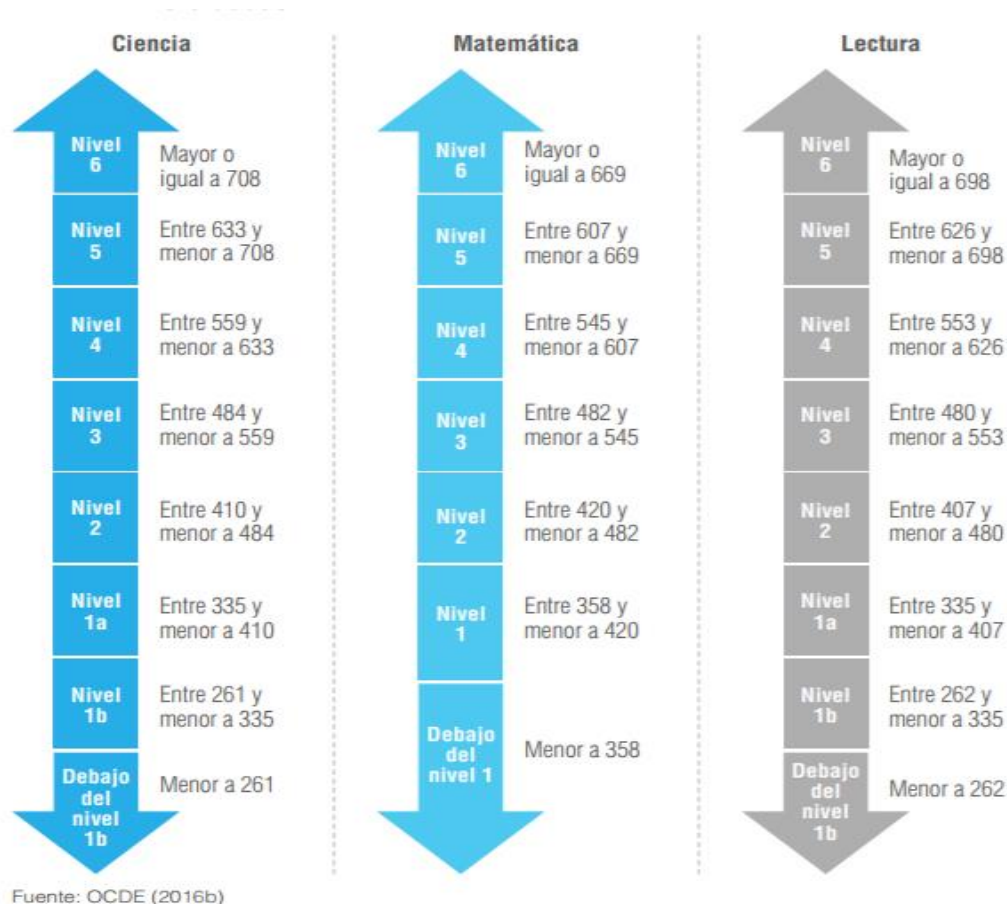 Ciencia
Nivel
6
Mayor o
igual a 708
Nivel
5
Entre 633 y
menor a 708
Nivel
4
Entre 559 y
menor a 633
Nivel
3
Entre 484 y
menor a 559
Nivel
2
Entre 410 y
menor a 484
Nivel
1a
Entre 335 y
menor a 410
Nivel
1b
Entre 261 y
menor a 335
Debajo
del
nivel
1b
Menor a 261
Matemática
Nivel
6
Mayor o
igual a 669
Nivel
5
Entre 607 y
menor a 669
Nivel
4
Entre 545 y
menor a 607
Nivel
3
Entre 482 y
menor a 545
Nivel
2
Entre 420 y
menor a 482
Nivel
1
Entre 358 y
menor a 420
Debajo
del
nivel 1
Menor a 358
Lectura
Nivel
6
Mayor o
igual a 698
Nivel
5
Entre 626 y
menor a 698
Nivel
4
Entre 553 y
menor a 626
Nivel
3
Entre 480 y
menor a 553
Nivel
2
Entre 407 y
menor a 480
Nivel
1a
Entre 335 y
menor a 407
Nivel
1b
Entre 262 y
menor a 335
Debajo
del
nivel
1b
Menor a 262
Fuente: OCDE (2016b)